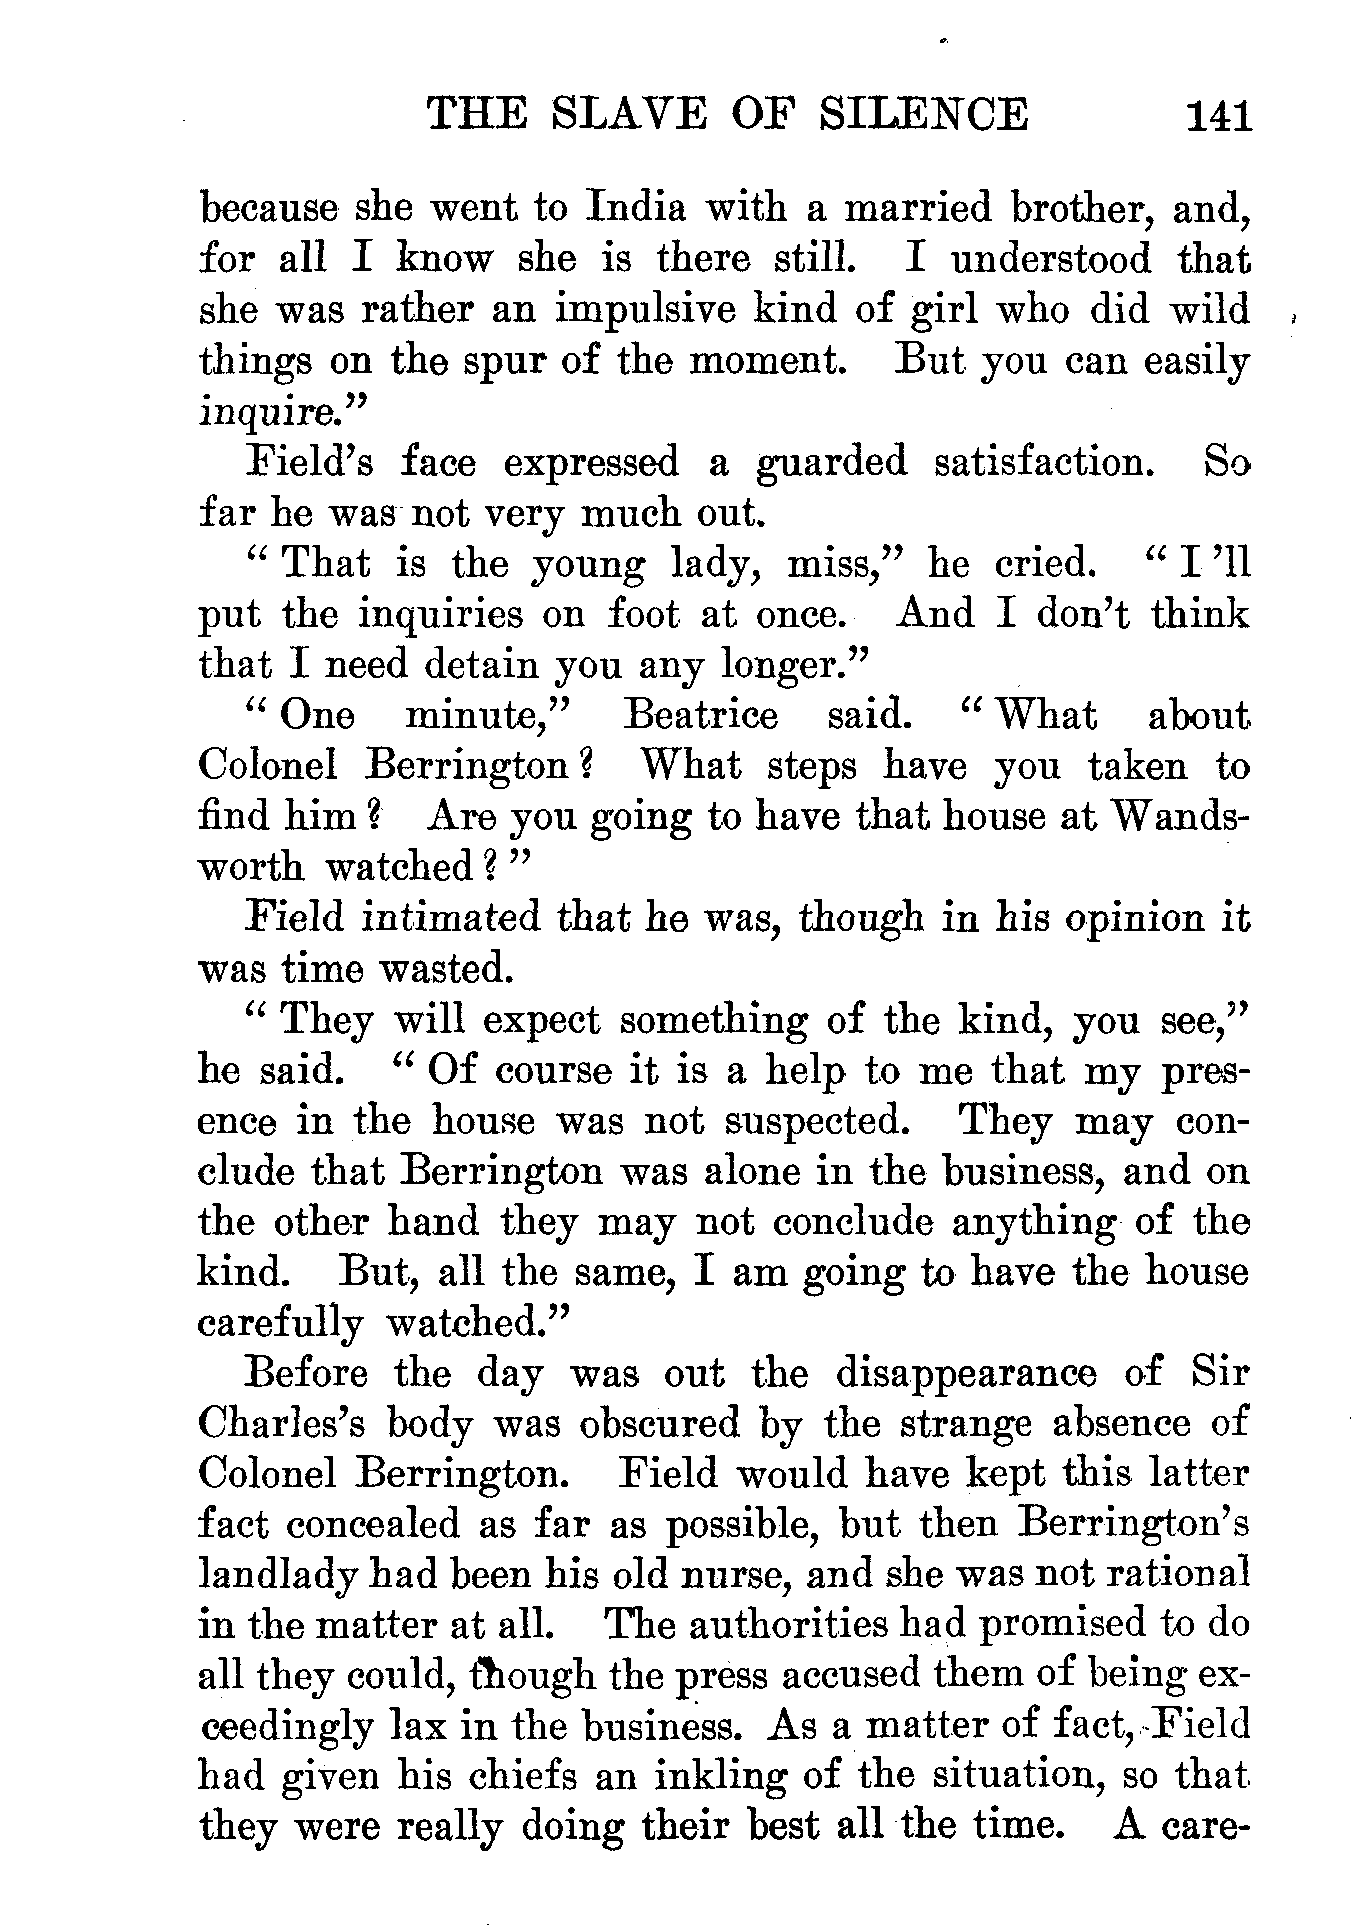 THE SLAVE OF SILENCE 141
because she went to India with a married brother, and,
for all I know she is there still. I understood that
she was rather an impulsive kind of girl who did wild
things on the spur of the moment. But you can easily
inquire.”
Field’s face expressed a guarded satisfaction. So
far he was not very much out.
“ That is the young lady, miss,” he cried. “ I ’ll
put the inquiries on foot at once. And I don’t think
that I need detain you any longer.”
“ One minute,” Beatrice said. “ What about
Colonel Berrington ? What steps have you taken to
find him ? Are you going to have that house at Wands-
worth watched ? ”
Field intimated that he was, though in his opinion it
was time wasted.
“ They will expect something of the kind, you see,”
he said. “ Of course it is a help to me that my pres-
ence in the house was not suspected. They may con-
clude that Berrington was alone in the business, and on
the other hand they may not conclude anything of the
kind. But, all the same, I am going to have the house
carefully watched.”
Before the day was out the disappearance of Sir
Charles’s body was obscured by the strange absence of
Colonel Berrington. Field would have kept this latter
fact concealed as far as possible, but then Berrington’s
landlady had been his old nurse, and she was not rational
in the matter at all. The authorities had promised to do
all they could, though the press accused them of being ex-
ceedingly lax in the business. As a matter of fact, Field
had given his chiefs an inkling of the situation, so that
they were really doing their best all the time. A care-